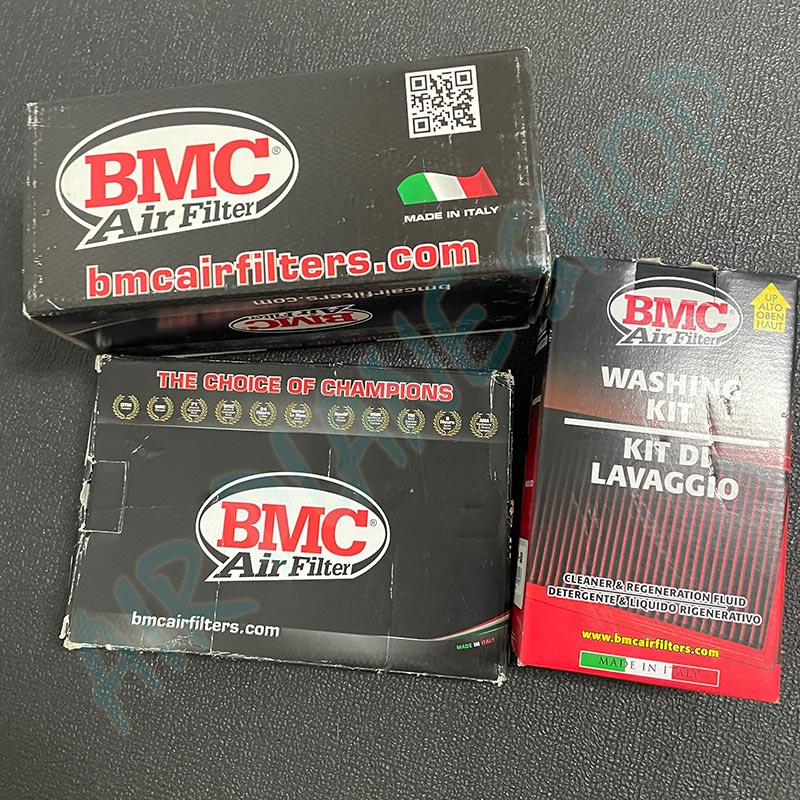 BMC®
Air Filter
MADE IN ITALY
bmcairfilters.com
bmcairfilters.com
BMC
Air Filter
THE CHOICE OF CHAMPIONS
BMC®
Air Filter
bmcairfilters.com
MADE IN ITALY
BMC®
Air Filter
UP
ALTO
OBEN
HAUT
WASHING
KIT
KIT DI
LAVAGGIO
CLEANER & REGENERATION FLUID
DETERGENTE & LIQUIDO RIGENERATIVO
www.bmcairfilters.com
MADE IN ITALY